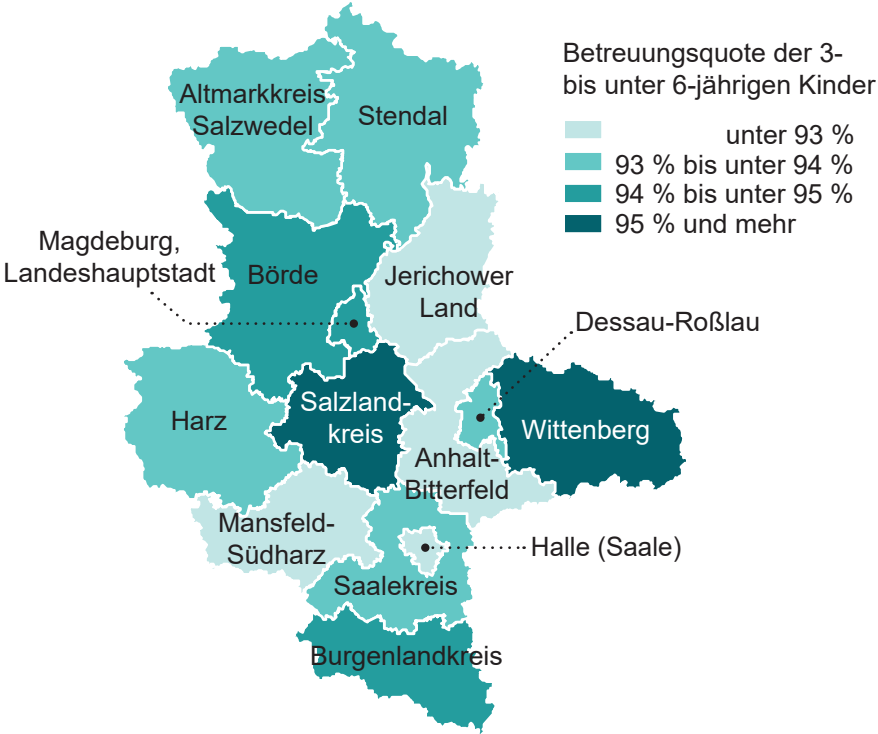 Betreuungsquote der 3-
bis unter 6-jährigen Kinder
unter 93 %
93 % bis unter 94 %
94 % bis unter 95 %
95 % und mehr
Altmarkkreis
Salzwedel
Stendal
Magdeburg,
Landeshauptstadt
Börde
Jerichower
Land
Dessau-Roßlau
Harz
Salzland-
kreis
Wittenberg
Anhalt-
Bitterfeld
Mansfeld-
Südharz
Halle (Saale)
Saalekreis
Burgenlandkreis